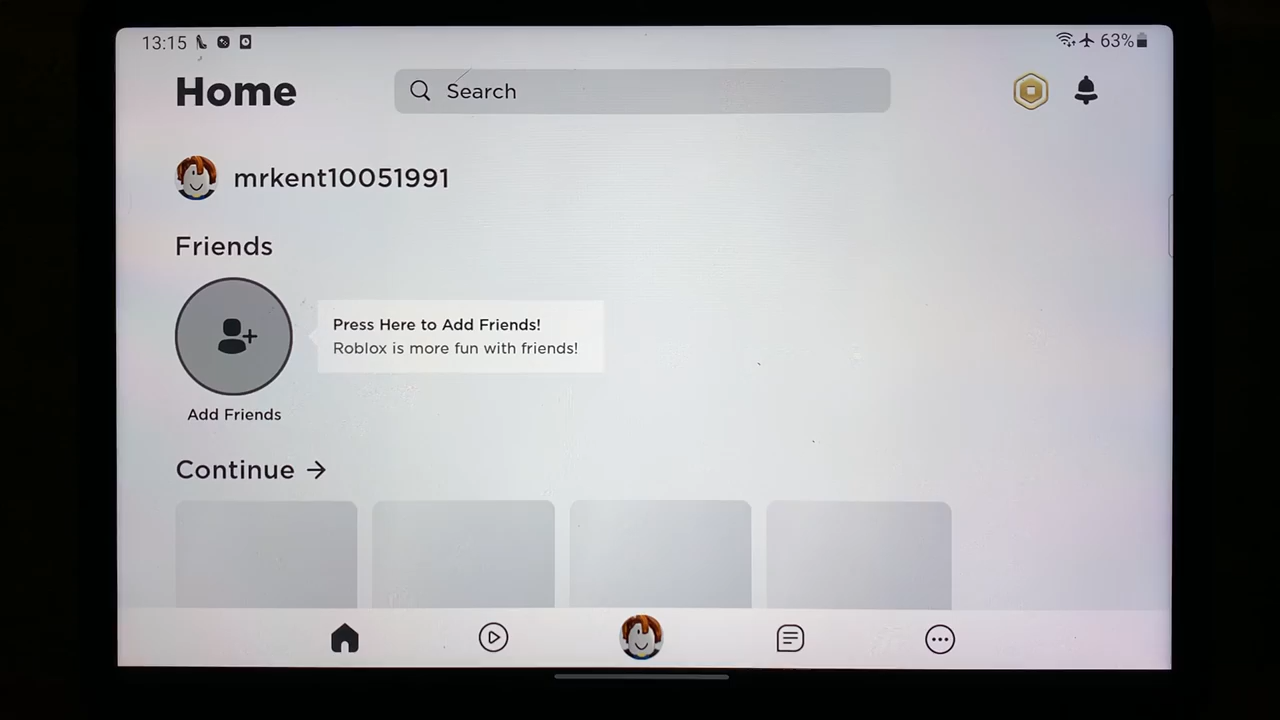 13:15
63%
Home
Search
mrkent10051991
Friends
Press Here to Add Friends!
Roblox is more fun with friends!
Add Friends
Continue →